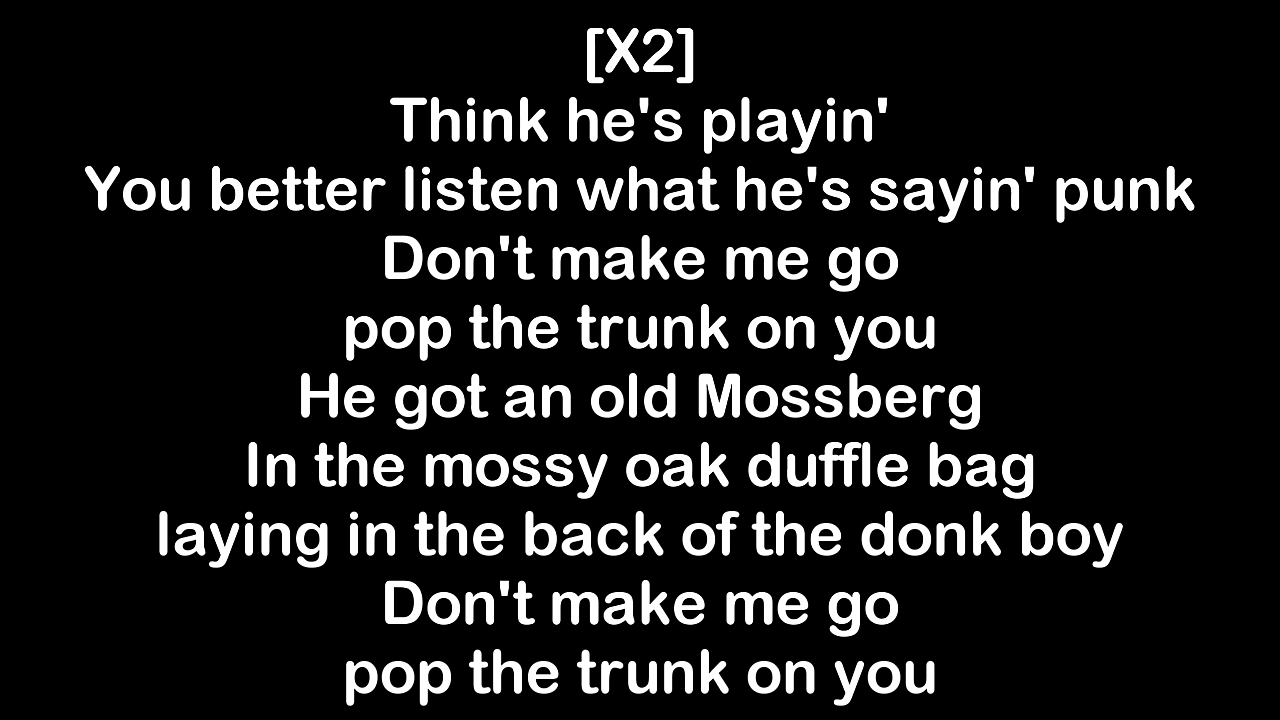 [X2]
Think he's playin'
You better listen what he's sayin' punk
Don't make me go
pop the trunk on you
He got an old Mossberg
In the mossy oak duffle bag
laying in the back of the donk boy
Don't make me go
pop the trunk on you